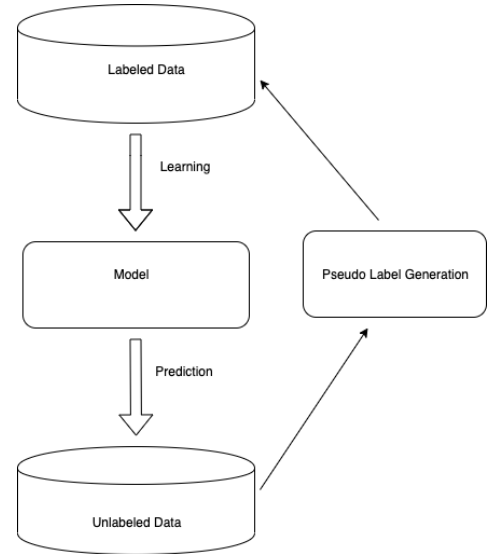 Labeled Data
Learning
Model
Pseudo Label Generation
Prediction
Unlabeled Data